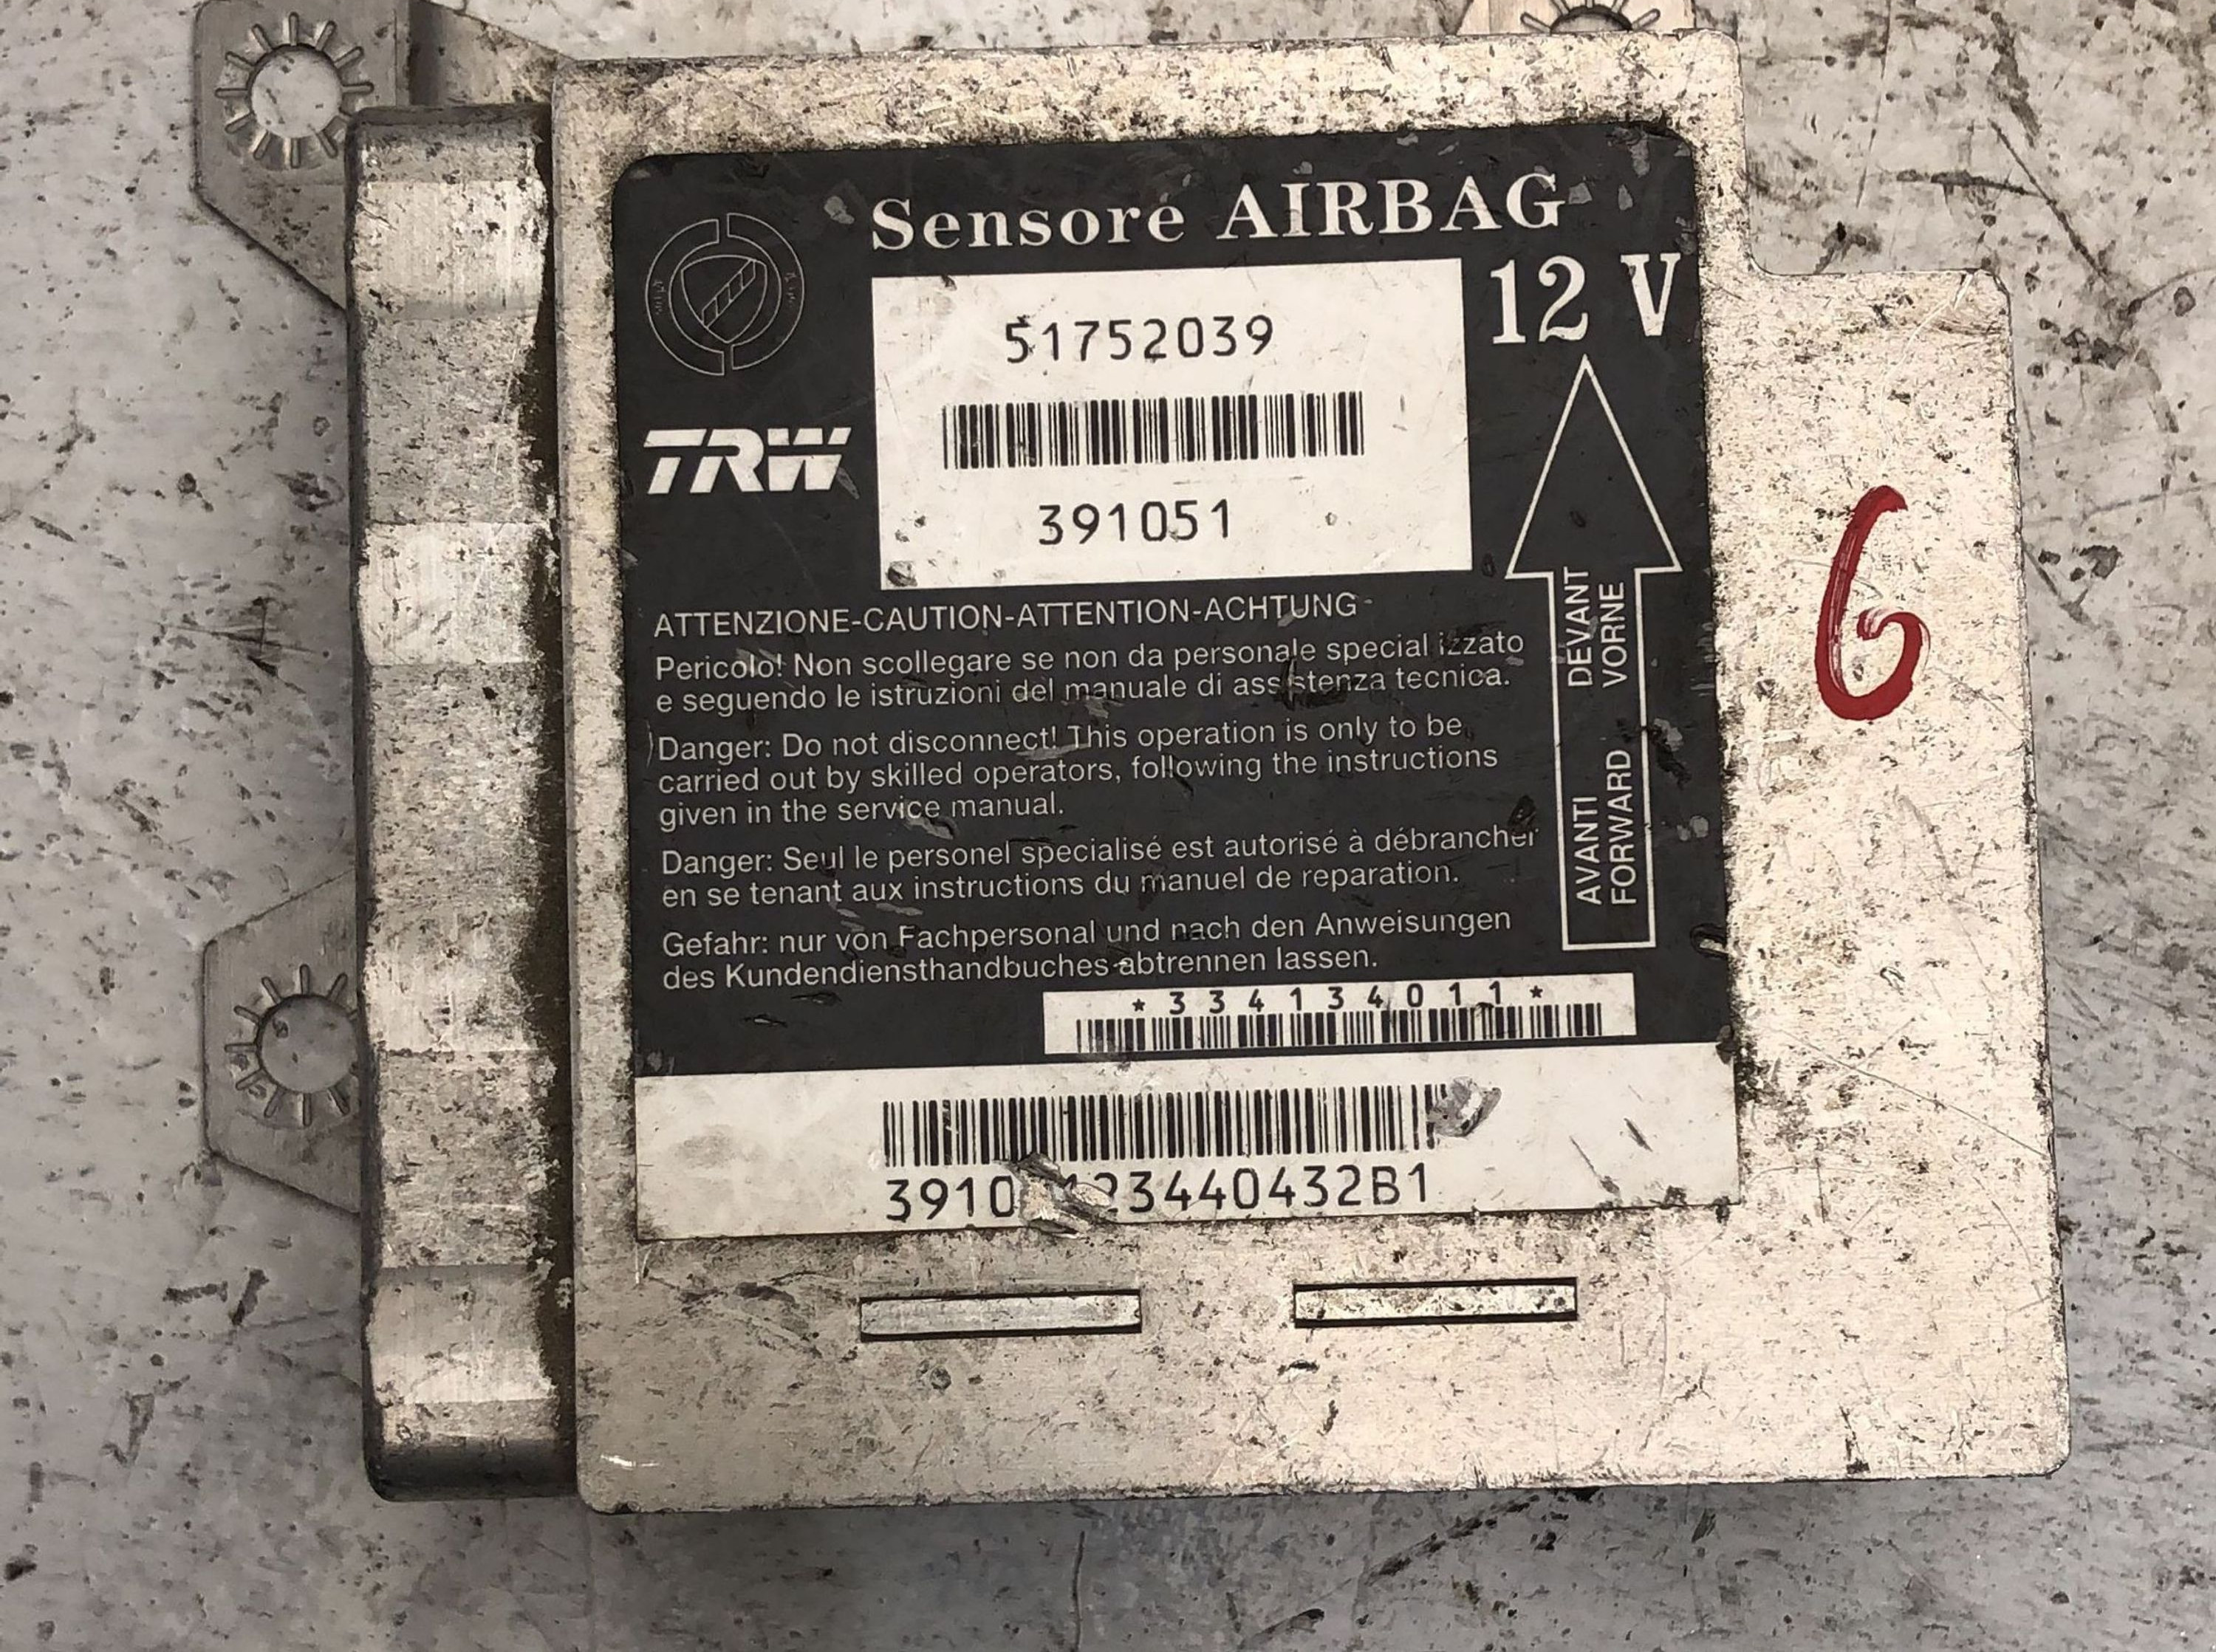 Sensore AIRBAG
12 V
51752039
TRW
391051
ATTENZIONE-CAUTION-ATTENTION-ACHTUNG-
Pericolo! Non scollegare se non da personale specializzato
e seguendo le istruzioni del manuale di assistenza tecnica.
Danger: Do not disconnect! This operation is only to be
carried out by skilled operators, following the instructions
given in the service manual.
Danger: Seul le personel specialisé est autorisé à débrancher
en se tenant aux instructions du manuel de reparation.
Gefahr: nur von Fachpersonal und nach den Anweisungen
des Kundendiensthandbuches abtrennen lassen.
AVANTI DEVANT
FORWARD VORNE
*334134011*
6